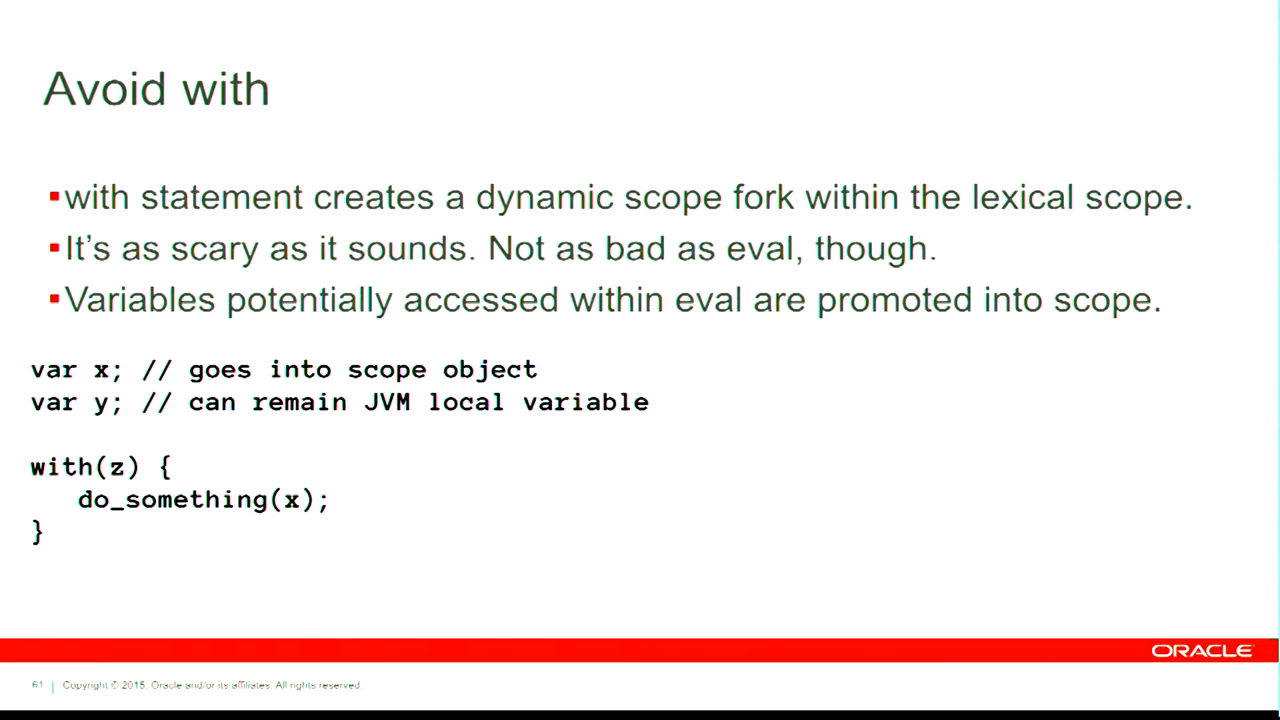 Avoid with
▪with statement creates a dynamic scope fork within the lexical scope.
▪It’s as scary as it sounds. Not as bad as eval, though.
▪Variables potentially accessed within eval are promoted into scope.
var x; // goes into scope object
var y; // can remain JVM local variable
with(z) {
   do_something(x);
}
ORACLE
61 | Copyright © 2015, Oracle and/or its affiliates. All rights reserved